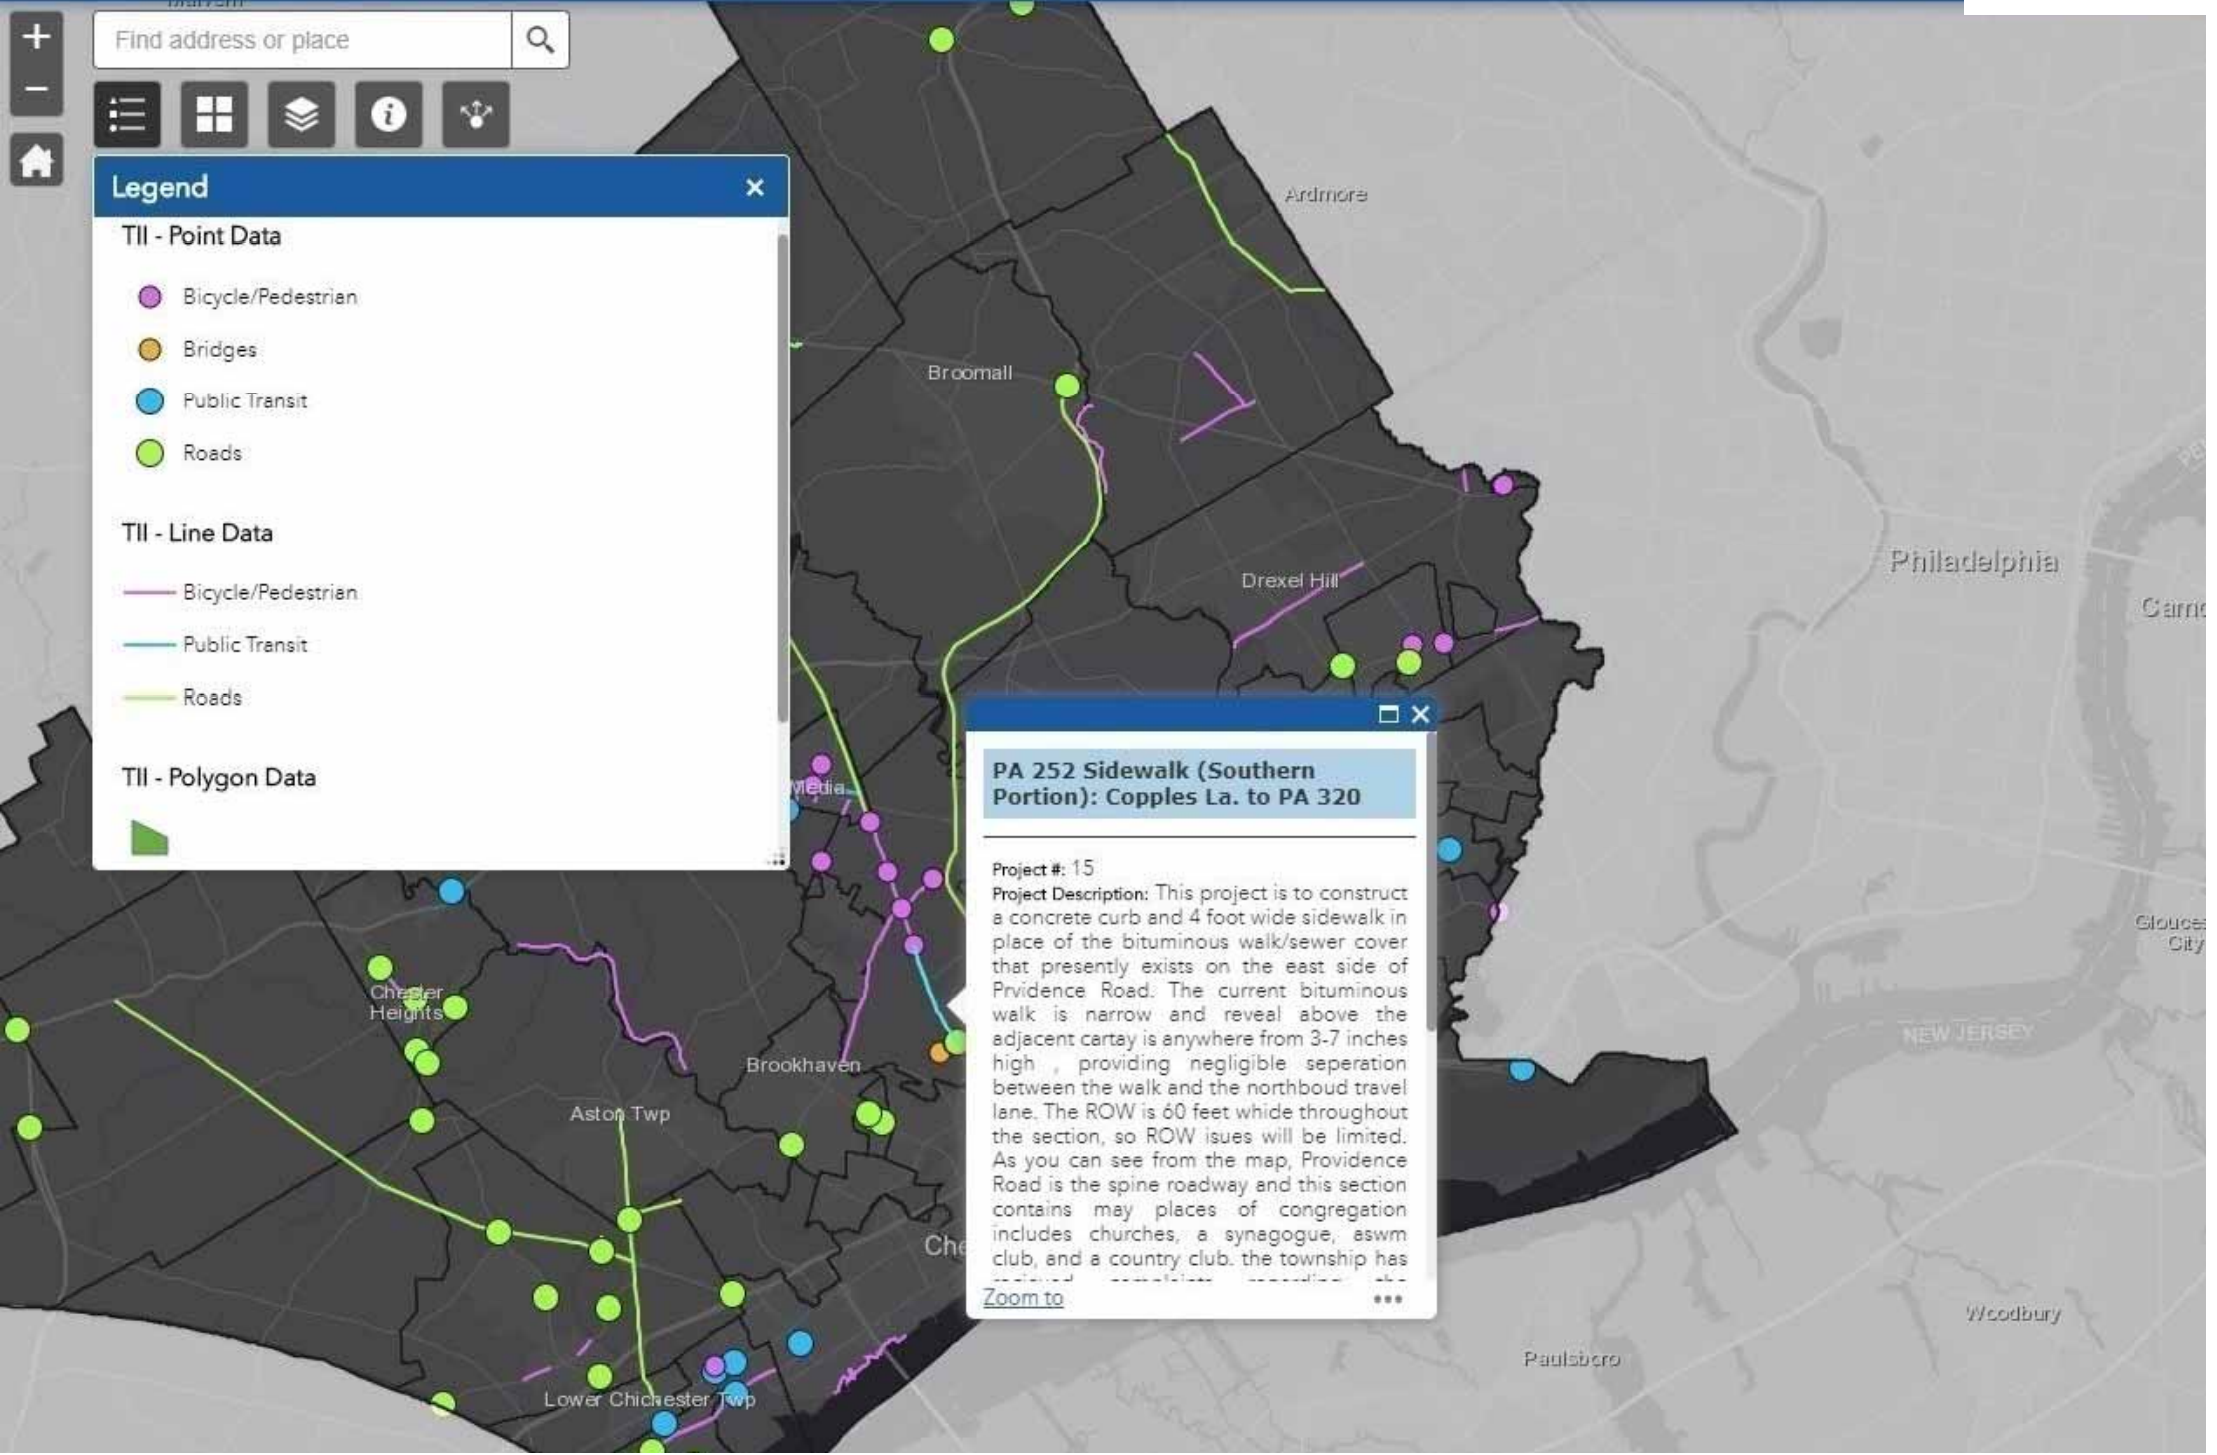 Malvern
+
Find address or place
−
Legend
TII - Point Data
Bicycle/Pedestrian
Bridges
Public Transit
Roads
TII - Line Data
Bicycle/Pedestrian
Public Transit
Roads
TII - Polygon Data
Ardmore
Broomall
Drexel Hill
Philadelphia
Media
PA 252 Sidewalk (Southern
Portion): Copples La. to PA 320
Project #: 15
Project Description: This project is to construct
a concrete curb and 4 foot wide sidewalk in
place of the bituminous walk/sewer cover
that presently exists on the east side of
Prvidence Road. The current bituminous
walk is narrow and reveal above the
adjacent cartay is anywhere from 3-7 inches
high , providing negligible seperation
between the walk and the northboud travel
lane. The ROW is 60 feet whide throughout
the section, so ROW isues will be limited.
As you can see from the map, Providence
Road is the spine roadway and this section
contains may places of congregation
includes churches, a synagogue, aswm
club, and a country club. the township has
Zoom to
Glouces
City
Chester
Heights
NEW JERSEY
Brookhaven
Aston Twp
Che
Woodbury
Paulsboro
Lower Chichester Twp